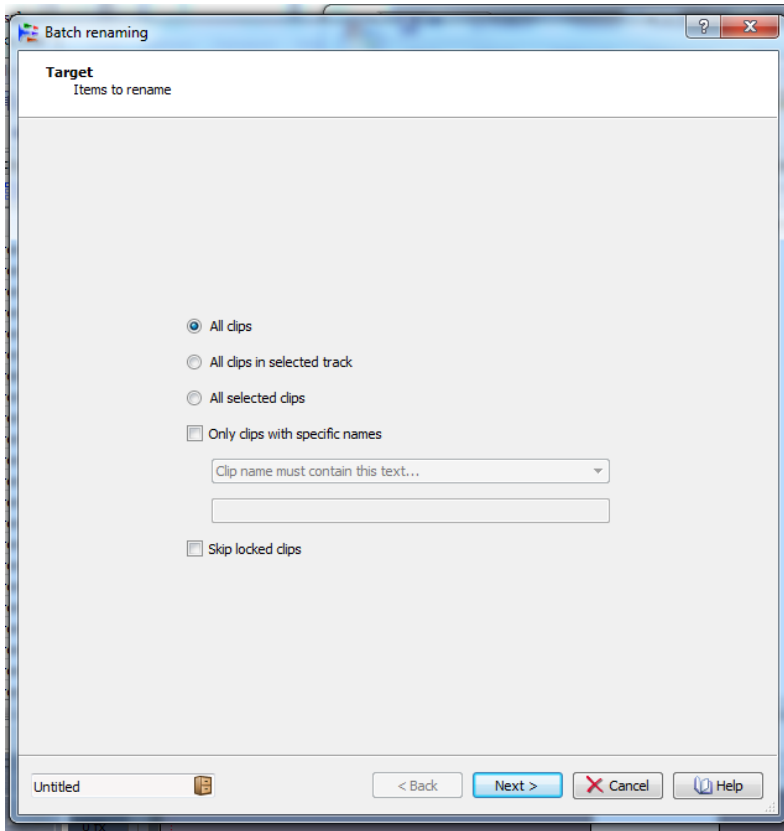 Batch renaming
Target
Items to rename
All clips
All clips in selected track
All selected clips
Only clips with specific names
Clip name must contain this text...
Skip locked clips
Untitled
< Back
Next >
Cancel
Help